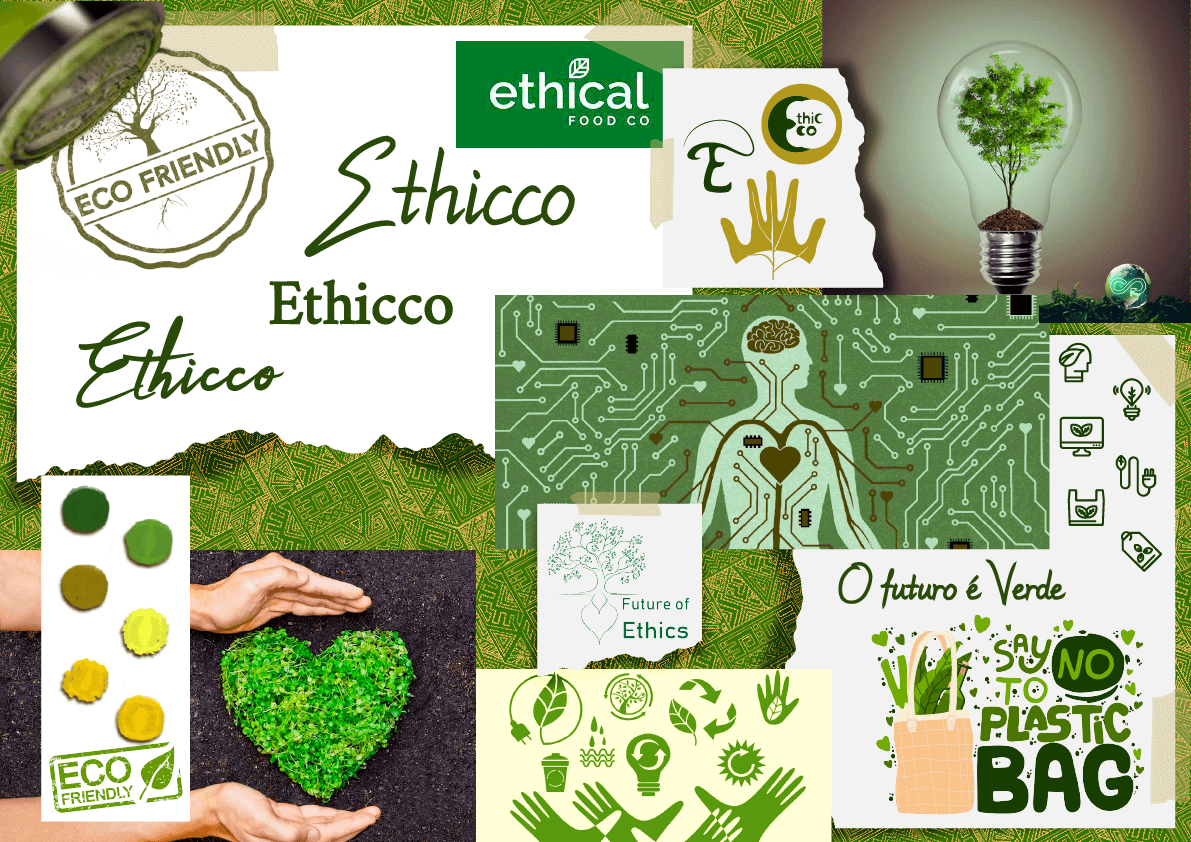 ECO FRIENDLY
ethical
FOOD CO
Ethicco
Ethicco
Ethicco
E
Ethic
co
Future of
Ethics
O futuro é Verde
SAY NO
TO
PLASTIC
BAG
ECO
FRIENDLY